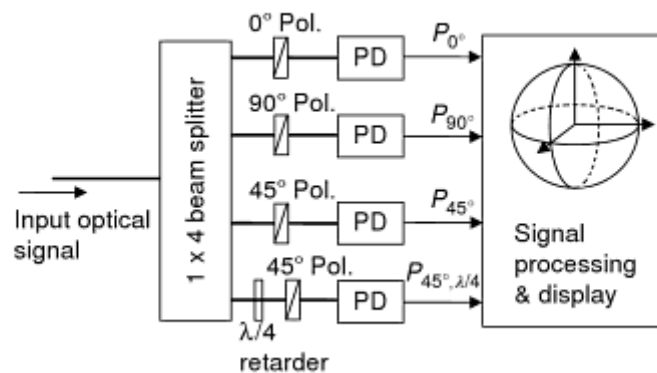 0° Pol.
PD
P0°
90° Pol.
PD
P90°
1 x 4 beam splitter
Input optical
signal
45° Pol.
PD
P45°
45° Pol.
PD
P45°, λ/4
λ/4
retarder
Signal
processing
& display